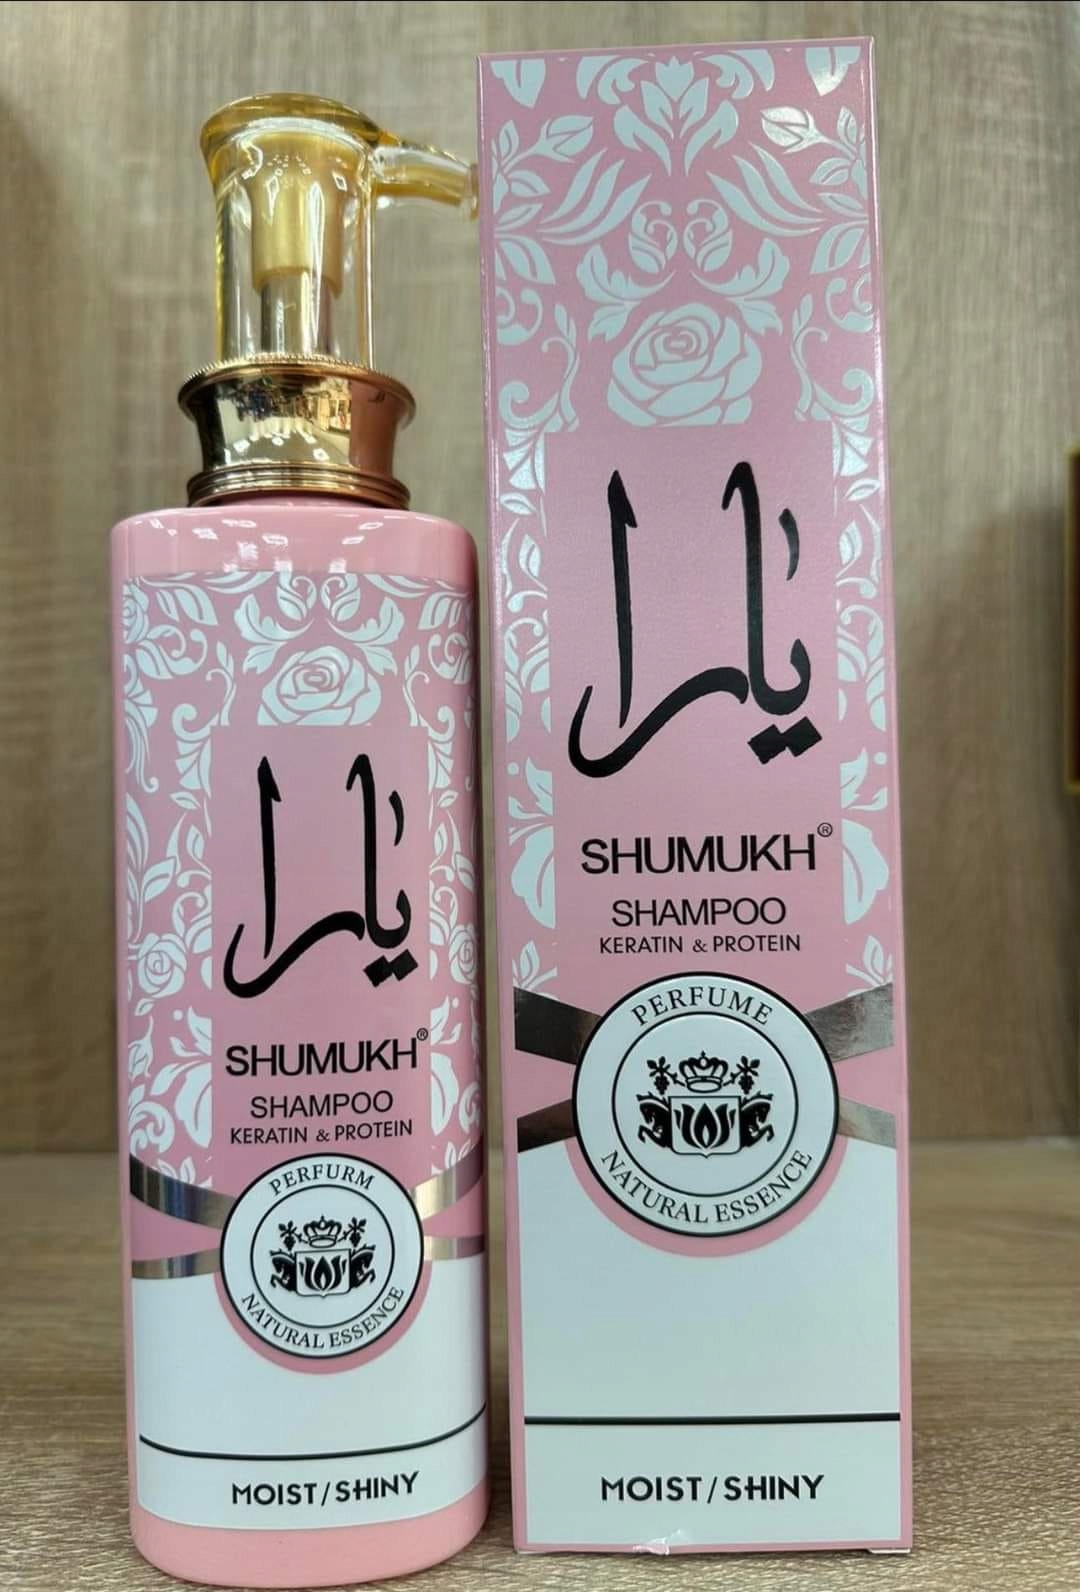 يارا
SHUMUKH®
SHAMPOO
KERATIN & PROTEIN
PERFURM
NATURAL ESSENCE
MOIST/SHINY
يارا
SHUMUKH®
SHAMPOO
KERATIN & PROTEIN
PERFUME
NATURAL ESSENCE
MOIST/SHINY